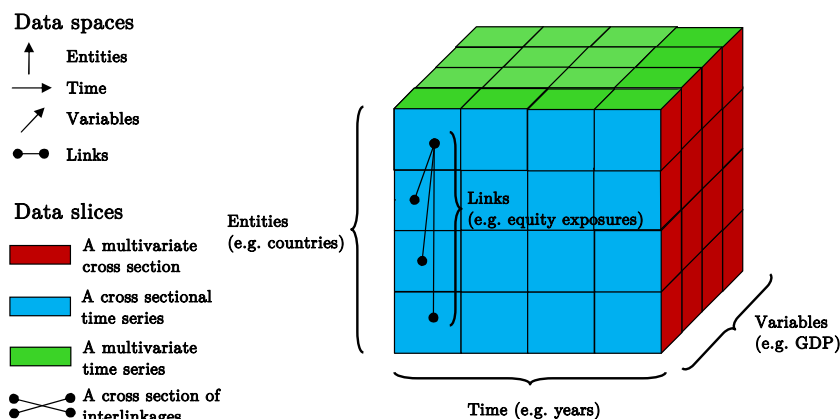 Data spaces
Entities
Time
Variables
Links
Data slices
A multivariate
cross section
A cross sectional
time series
A multivariate
time series
A cross section of
interlinkages
Entities
(e.g. countries)
Links
(e.g. equity exposures)
Variables
(e.g. GDP)
Time (e.g. years)